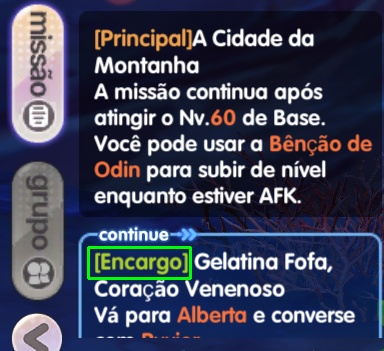 missão
grupo
[Principal]A Cidade da
Montanha
A missão continua após
atingir o Nv.60 de Base.
Você pode usar a Bênção de
Odin para subir de nível
enquanto estiver AFK.
continue
[Encargo] Gelatina Fofa,
Coração Venenoso
Vá para Alberta e converse
com